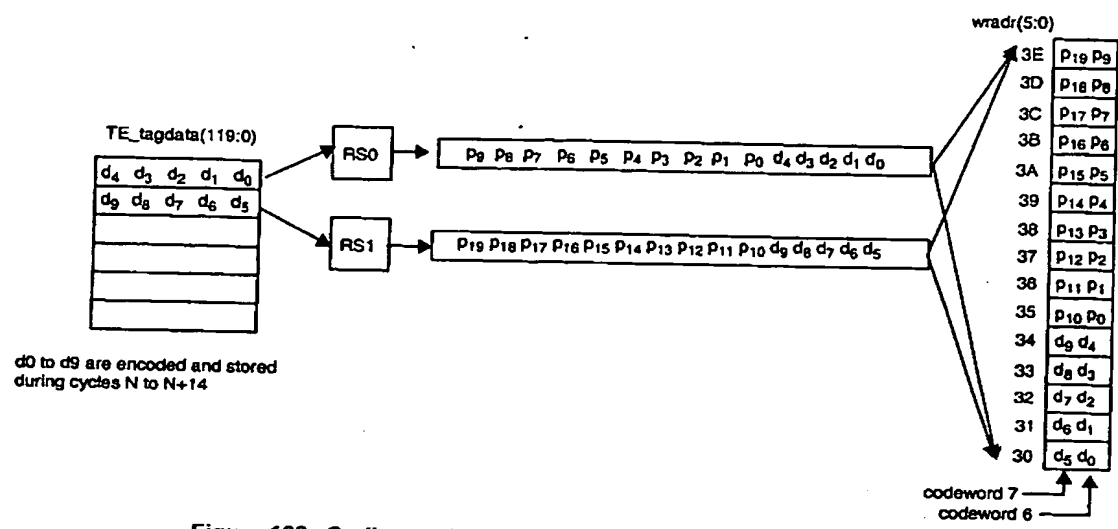 wradr(5:0)
3E p19 p9
3D p18 p8
3C p17 p7
3B p16 p6
3A p15 p5
39 p14 p4
38 p13 p3
37 p12 p2
36 p11 p1
35 p10 p0
34 d9 d4
33 d8 d3
32 d7 d2
31 d6 d1
30 d5 d0
codeword 7
codeword 6
TE_tagdata(119:0)
d4 d3 d2 d1 d0
d9 d8 d7 d6 d5
RS0
p9 p8 p7 p6 p5 p4 p3 p2 p1 p0 d4 d3 d2 d1 d0
RS1
p19 p18 p17 p16 p15 p14 p13 p12 p11 p10 d9 d8 d7 d6 d5
d0 to d9 are encoded and stored
during cycles N to N+14